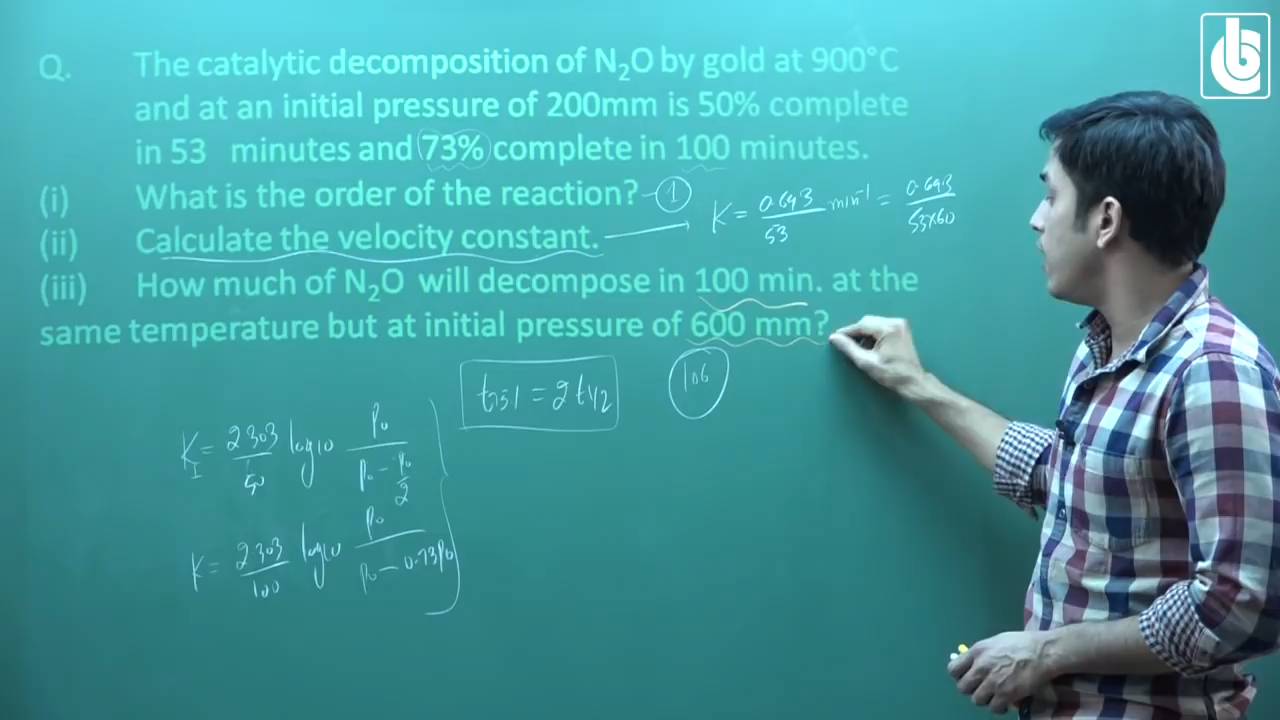 Q. The catalytic decomposition of N₂O by gold at 900°C
and at an initial pressure of 200mm is 50% complete
in 53 minutes and 73% complete in 100 minutes.
(i) What is the order of the reaction? 1
K = 0.693/53 min⁻¹ = 0.693/53×60
(ii) Calculate the velocity constant.
(iii) How much of N₂O will decompose in 100 min. at the
same temperature but at initial pressure of 600 mm?
t75% = 2 t1/2
106
K_I = 2.303/50 log10 P0/(P0 − P0/2)
K = 2.303/100 log10 P0/(P0 − 0.73P0)